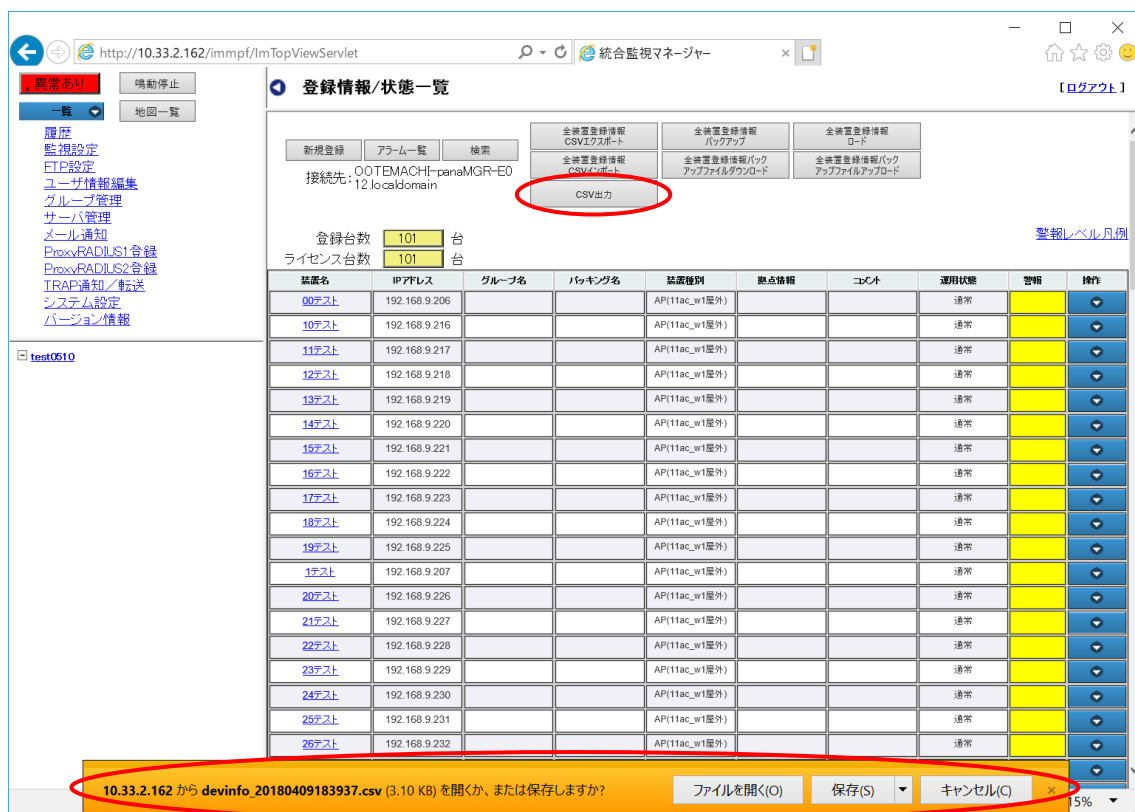 http://10.33.2.162/immpf/ImTopViewServlet
統合監視マネージャー
異常あり
鳴動停止
一覧
地図一覧
履歴
監視設定
FTP設定
ユーザ情報編集
グループ管理
サーバ管理
メール通知
ProxyRADIUS1登録
ProxyRADIUS2登録
TRAP通知／転送
システム設定
バージョン情報
test0510
登録情報/状態一覧
[ログアウト]
新規登録 アラーム一覧 検索
接続先: OOTEMACHI-panaMGR-E0
12.localdomain
全装置登録情報
CSVエクスポート
全装置登録情報
バックアップ
全装置登録情報
ロード
全装置登録情報
CSVインポート
全装置登録情報バック
アップファイルダウンロード
全装置登録情報バック
アップファイルアップロード
CSV出力
登録台数 101 台
ライセンス台数 101 台
警報レベル凡例
装置名 IPアドレス グループ名 パッキング名 装置種別 拠点情報 コメント 運用状態 警報 操作
00テスト 192.168.9.206 AP(11ac_w1屋外) 通常
10テスト 192.168.9.216 AP(11ac_w1屋外) 通常
11テスト 192.168.9.217 AP(11ac_w1屋外) 通常
12テスト 192.168.9.218 AP(11ac_w1屋外) 通常
13テスト 192.168.9.219 AP(11ac_w1屋外) 通常
14テスト 192.168.9.220 AP(11ac_w1屋外) 通常
15テスト 192.168.9.221 AP(11ac_w1屋外) 通常
16テスト 192.168.9.222 AP(11ac_w1屋外) 通常
17テスト 192.168.9.223 AP(11ac_w1屋外) 通常
18テスト 192.168.9.224 AP(11ac_w1屋外) 通常
19テスト 192.168.9.225 AP(11ac_w1屋外) 通常
1テスト 192.168.9.207 AP(11ac_w1屋外) 通常
20テスト 192.168.9.226 AP(11ac_w1屋外) 通常
21テスト 192.168.9.227 AP(11ac_w1屋外) 通常
22テスト 192.168.9.228 AP(11ac_w1屋外) 通常
23テスト 192.168.9.229 AP(11ac_w1屋外) 通常
24テスト 192.168.9.230 AP(11ac_w1屋外) 通常
25テスト 192.168.9.231 AP(11ac_w1屋外) 通常
26テスト 192.168.9.232 AP(11ac_w1屋外) 通常
10.33.2.162 から devinfo_20180409183937.csv (3.10 KB) を開くか、または保存しますか?
ファイルを開く(O) 保存(S) キャンセル(C)
15%